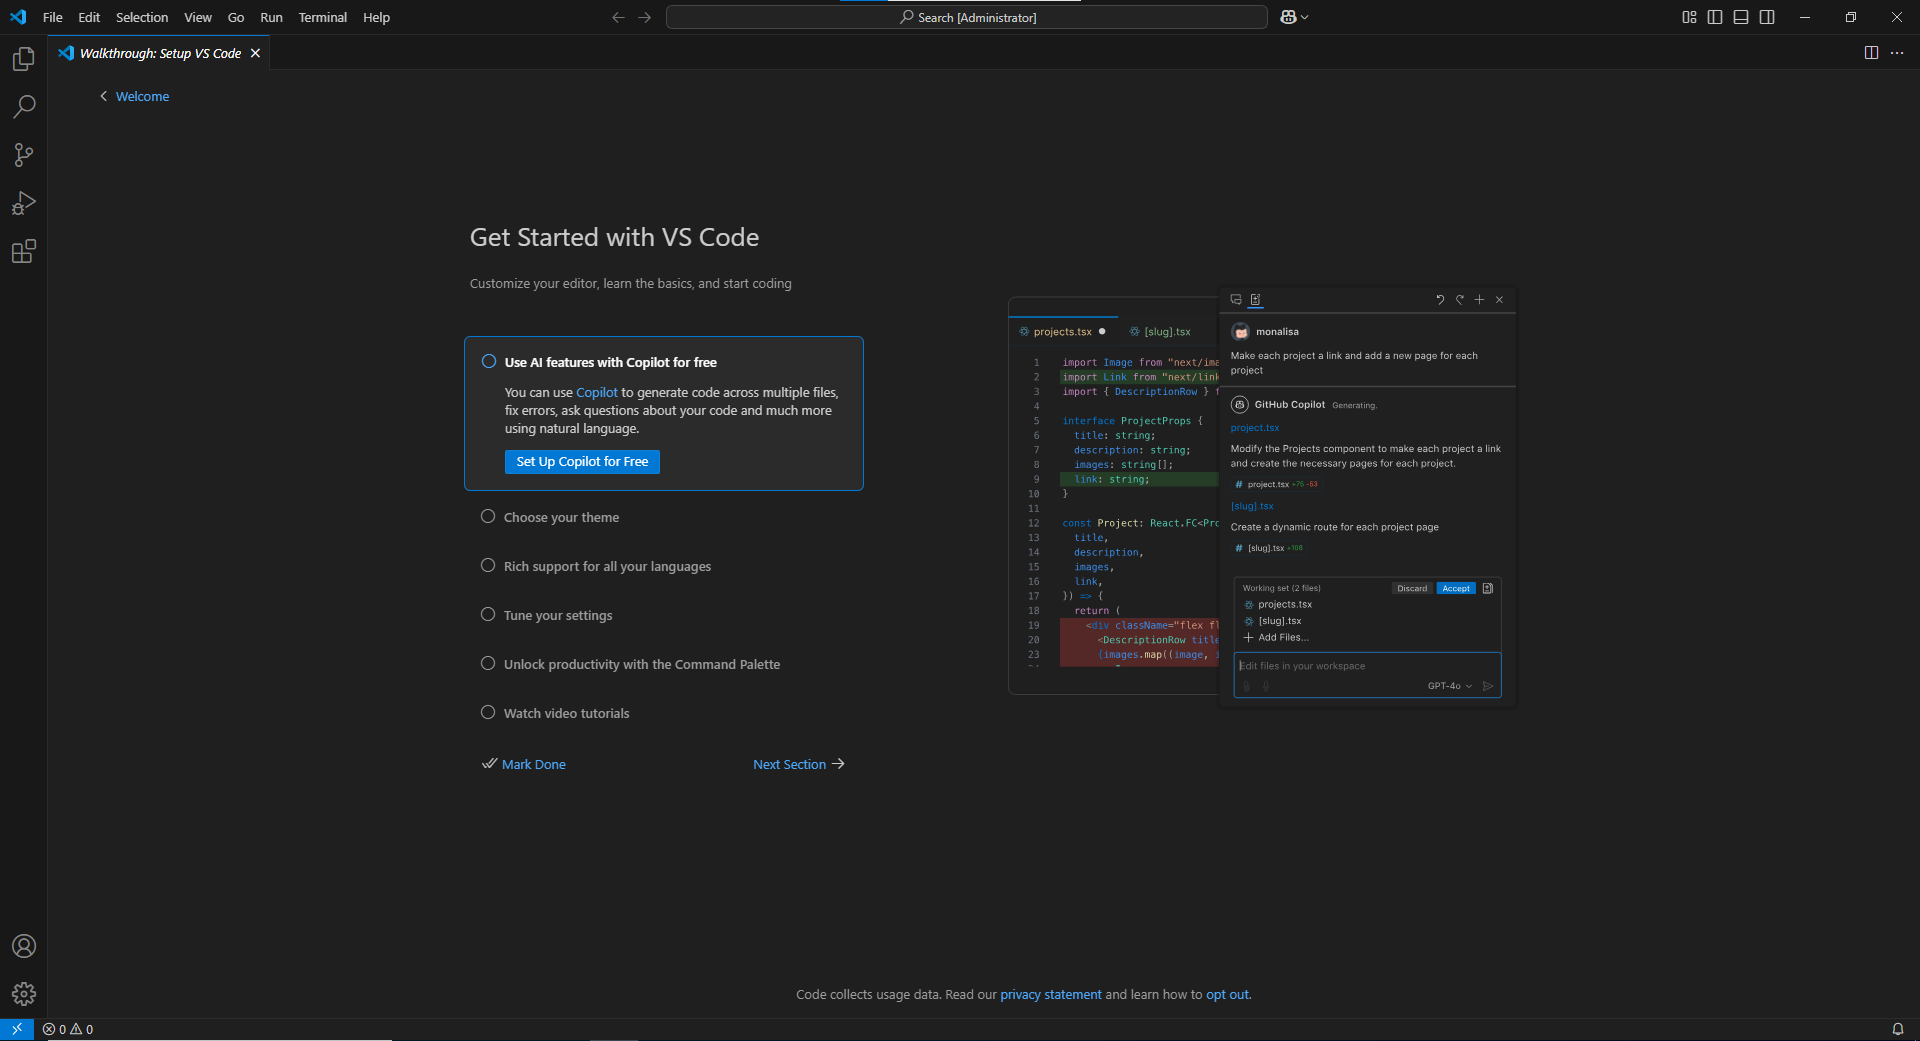 File Edit Selection View Go Run Terminal Help
Search [Administrator]
Walkthrough: Setup VS Code
Welcome
Get Started with VS Code
Customize your editor, learn the basics, and start coding
Use AI features with Copilot for free
You can use Copilot to generate code across multiple files,
fix errors, ask questions about your code and much more
using natural language.
Set Up Copilot for Free
Choose your theme
Rich support for all your languages
Tune your settings
Unlock productivity with the Command Palette
Watch video tutorials
Mark Done
Next Section
projects.tsx
[slug].tsx
1 import Image from "next/ima
2 import Link from "next/link
3 import { DescriptionRow } f
4
5 interface ProjectProps {
6 title: string;
7 description: string;
8 images: string[];
9 link: string;
10 }
11
12 const Project: React.FC<Pro
13 title,
14 description,
15 images,
16 link,
17 }) => {
18 return (
19 <div className="flex fl
20 <DescriptionRow title
23 {images.map((image, i
monalisa
Make each project a link and add a new page for each
project
GitHub Copilot Generating.
project.tsx
Modify the Projects component to make each project a link
and create the necessary pages for each project.
# project.tsx +75 -53
[slug].tsx
Create a dynamic route for each project page
# [slug].tsx +108
Working set (2 files)
Discard
Accept
projects.tsx
[slug].tsx
Add Files...
Edit files in your workspace
GPT-4o
Code collects usage data. Read our privacy statement and learn how to opt out.
0 0